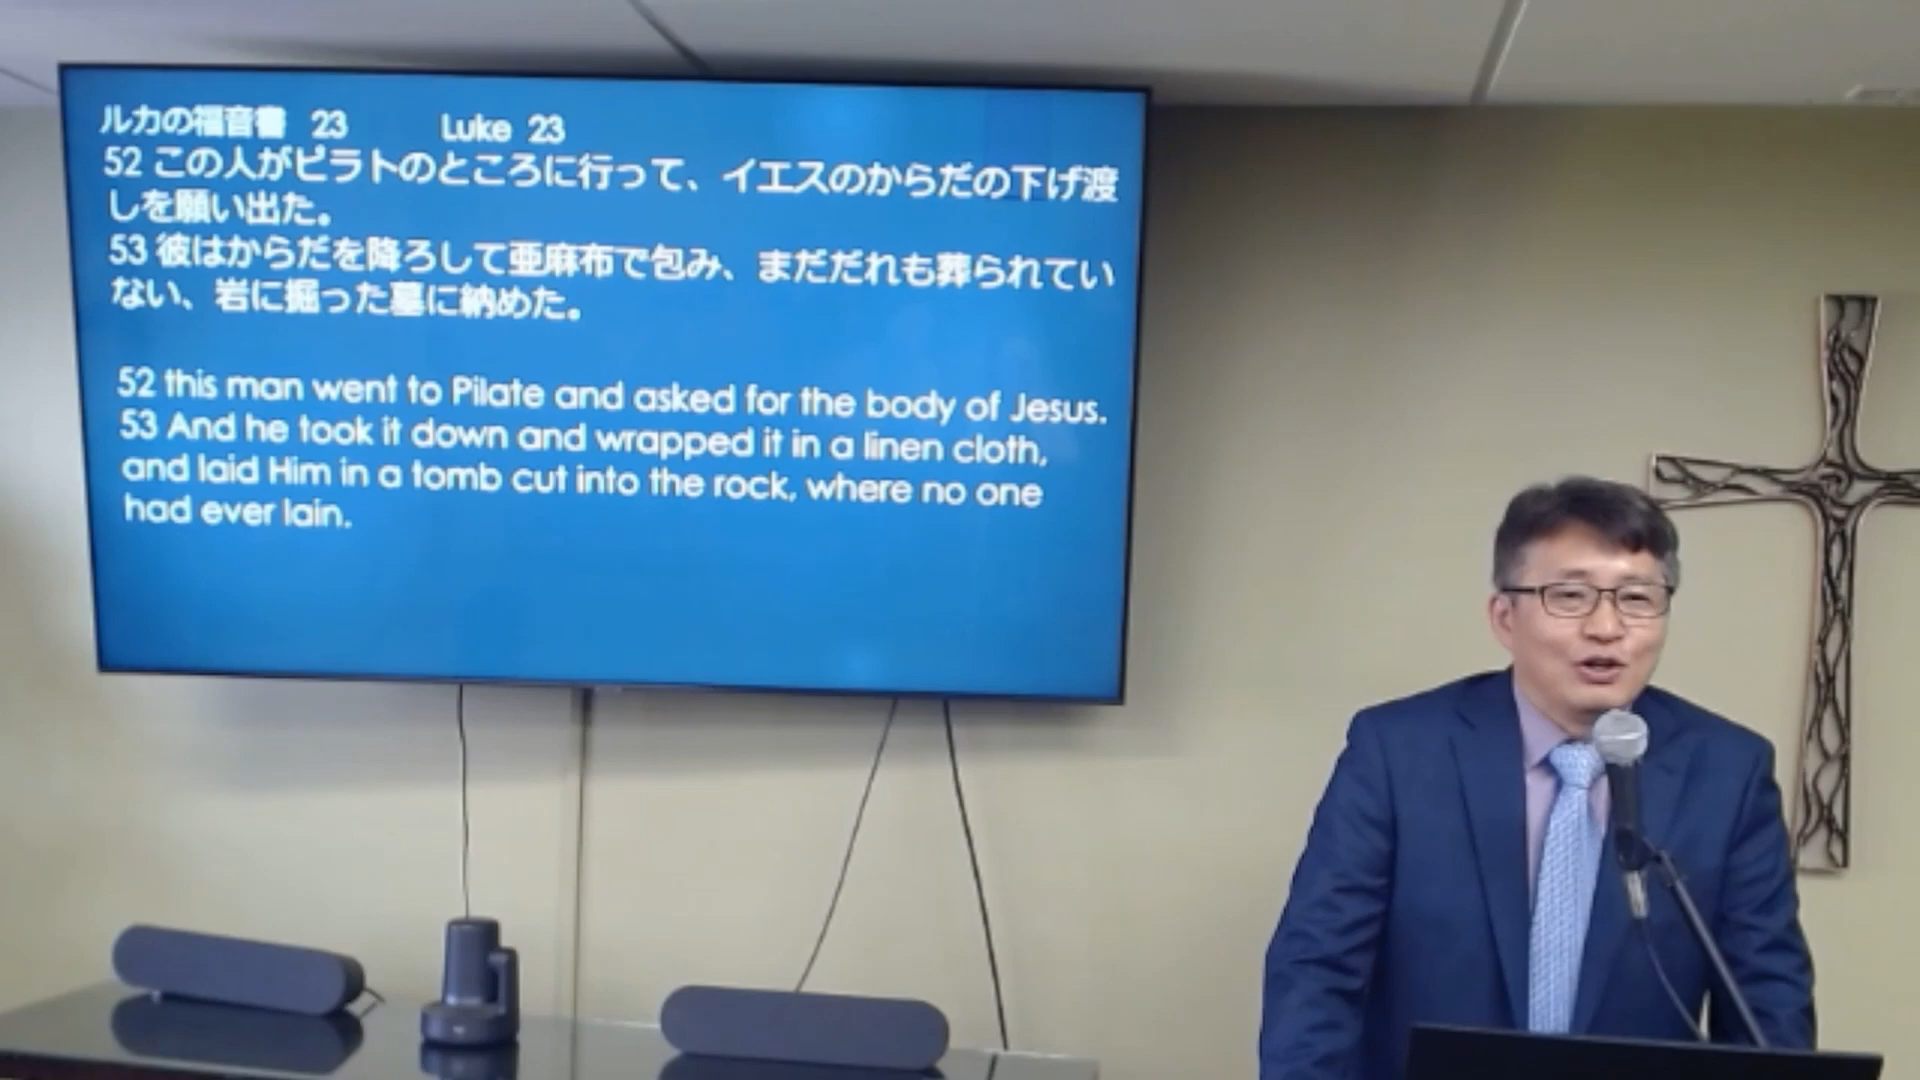 ルカの福音書 23 Luke 23
52 この人がピラトのところに行って、イエスのからだの下げ渡
しを願い出た。
53 彼はからだを降ろして亜麻布で包み、まだだれも葬られてい
ない、岩に掘った墓に納めた。
52 this man went to Pilate and asked for the body of Jesus.
53 And he took it down and wrapped it in a linen cloth,
and laid Him in a tomb cut into the rock, where no one
had ever lain.